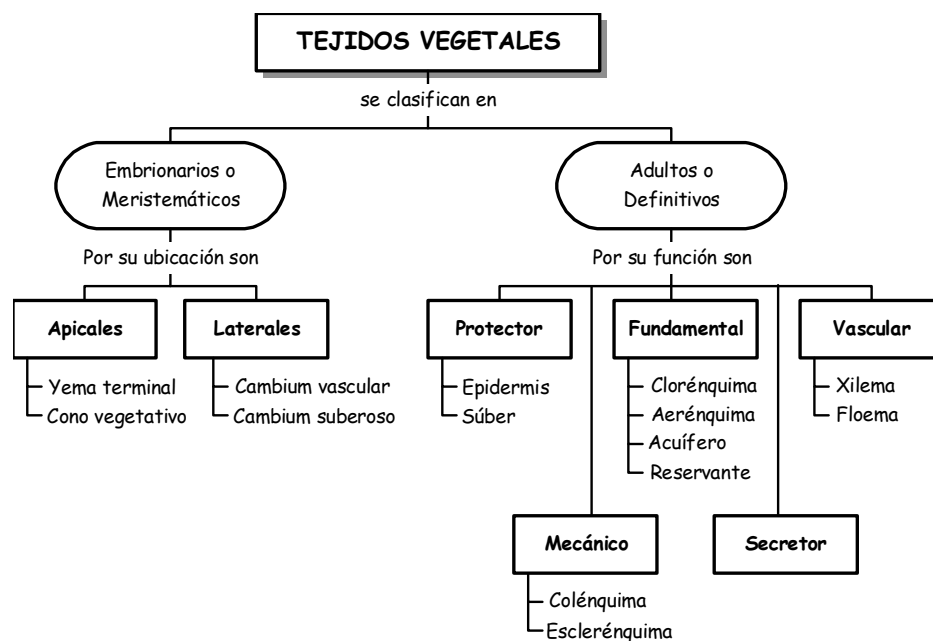 TEJIDOS VEGETALES
se clasifican en
Embrionarios o
Meristemáticos
Adultos o
Definitivos
Por su ubicación son
Por su función son
Apicales
Laterales
Protector
Fundamental
Vascular
Yema terminal
Cono vegetativo
Cambium vascular
Cambium suberoso
Epidermis
Súber
Clorénquima
Aerénquima
Acuífero
Reservante
Xilema
Floema
Mecánico
Secretor
Colénquima
Esclerénquima